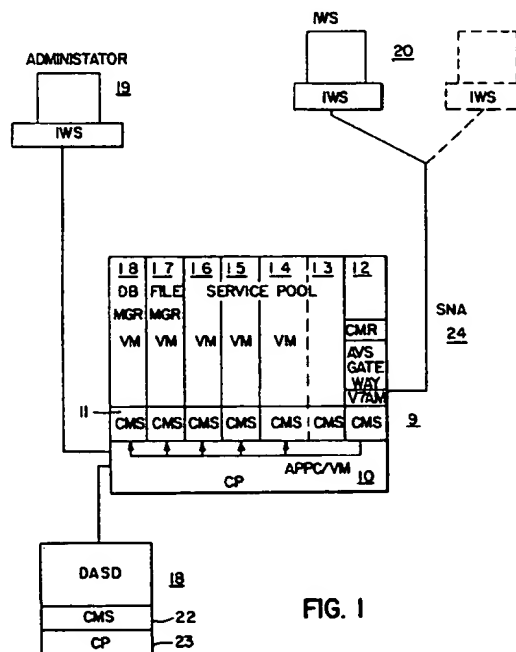 IWS
20
ADMINISTATOR
19
IWS
IWS
IWS
18 17 16 15 14 13 12
DB FILE SERVICE POOL
MGR MGR
VM VM VM VM VM
CMR
AVS
GATE
WAY
VTAM
SNA
24
11
CMS CMS CMS CMS CMS CMS CMS
9
APPC/VM
CP
10
DASD
18
CMS
22
CP
23
FIG. 1